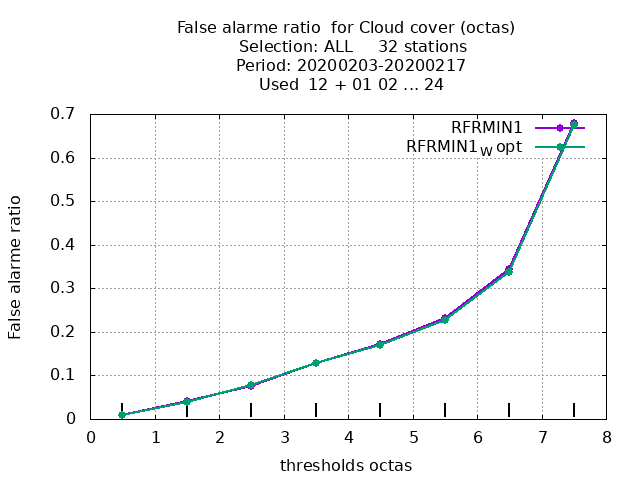 False alarme ratio  for Cloud cover (octas)
Selection: ALL     32 stations
Period: 20200203-20200217
Used  12 + 01 02 ... 24
RFRMIN1
RFRMIN1W opt
False alarme ratio
0.7
0.6
0.5
0.4
0.3
0.2
0.1
0
0 1 2 3 4 5 6 7 8
thresholds octas